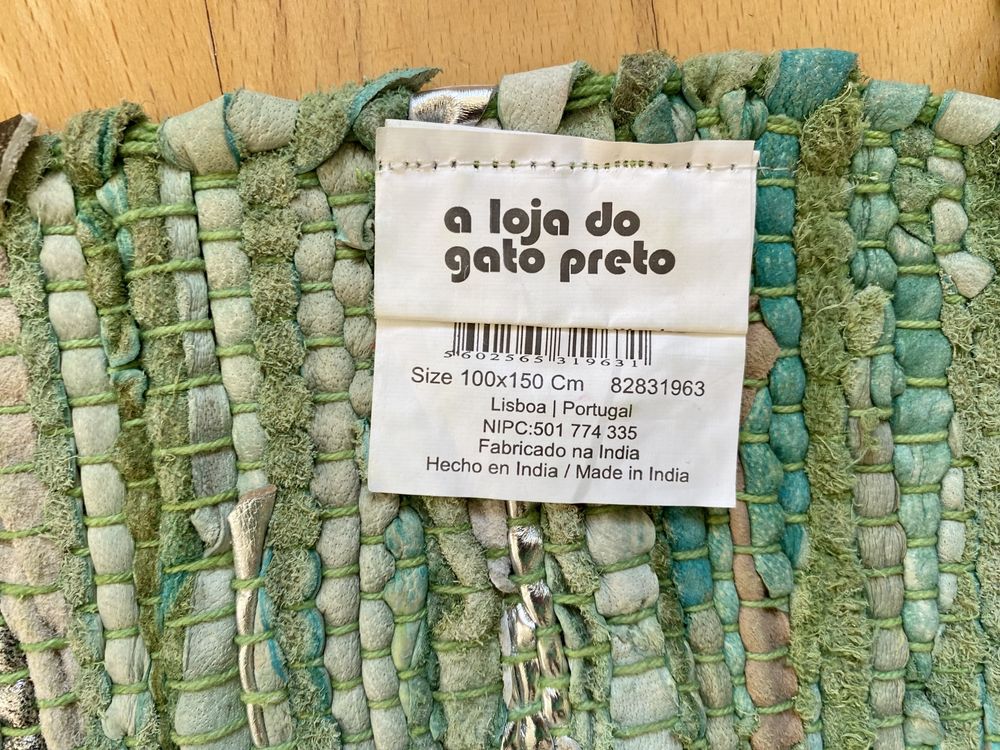 a loja do
gato preto
5602565319631
Size 100x150 Cm 82831963
Lisboa | Portugal
NIPC:501 774 335
Fabricado na India
Hecho en India / Made in India